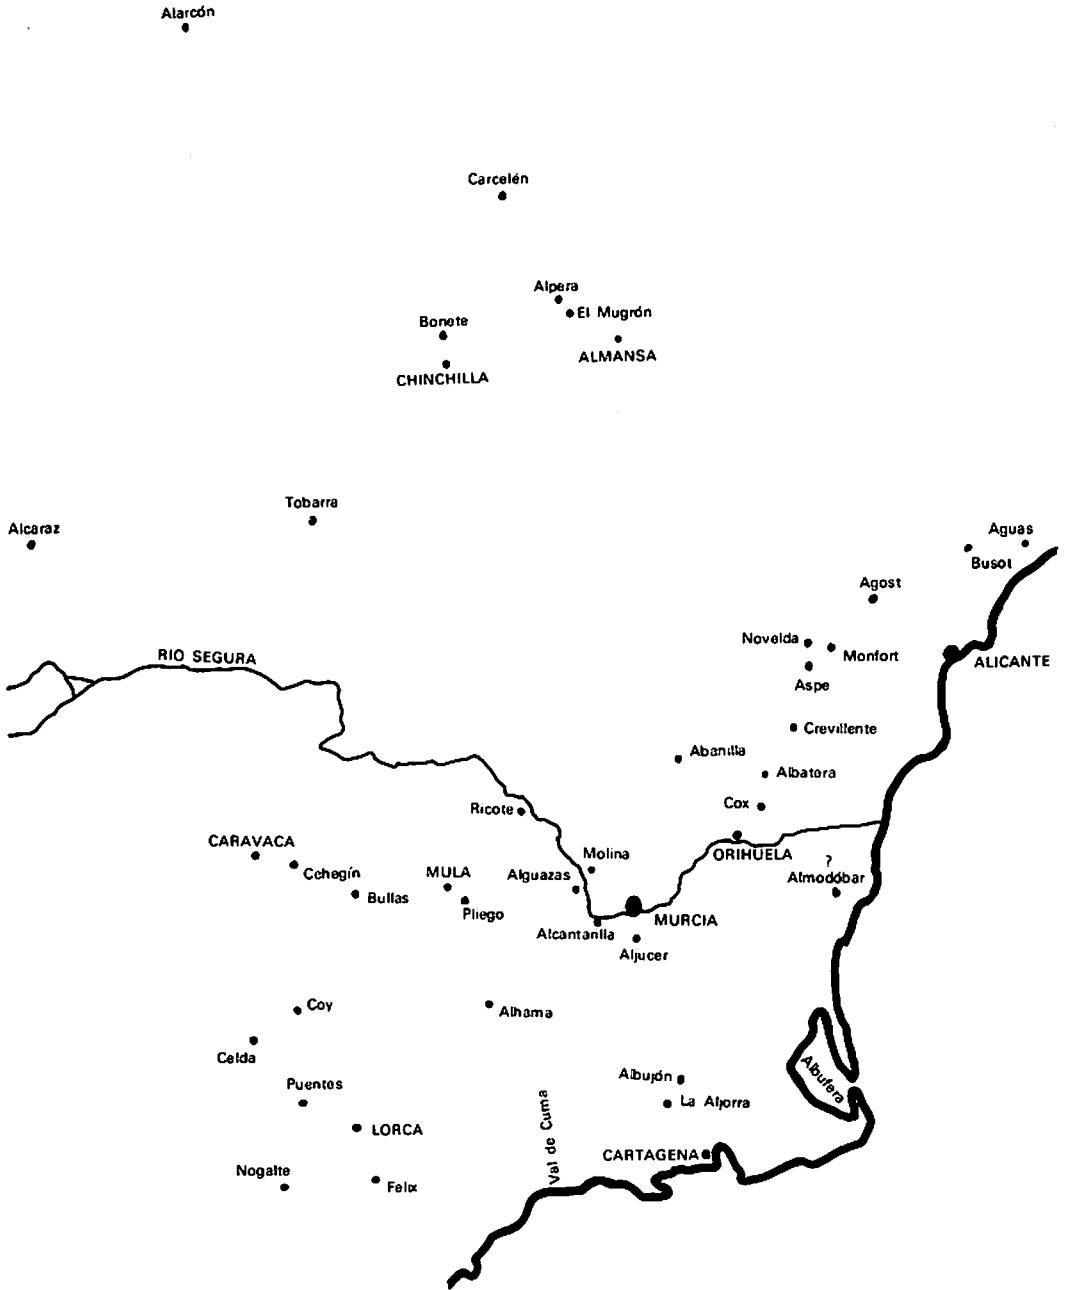 Alarcón
Carcelén
Alpera
El Mugrón
Bonete
ALMANSA
CHINCHILLA
Tobarra
Alcaraz
Aguas
Busot
Agost
Novelda
Monfort
RIO SEGURA
ALICANTE
Aspe
Crevillente
Abanilla
Albatera
Cox
Ricote
CARAVACA
Molina
ORIHUELA
?
Cehegín
MULA
Alguazas
Almodóbar
Bullas
Pliego
MURCIA
Alcantarilla
Aljucer
Coy
Alhama
Celda
Albufera
Albujón
Puentes
La Aljorra
Val de Cuma
LORCA
CARTAGENA
Nogalte
Felix